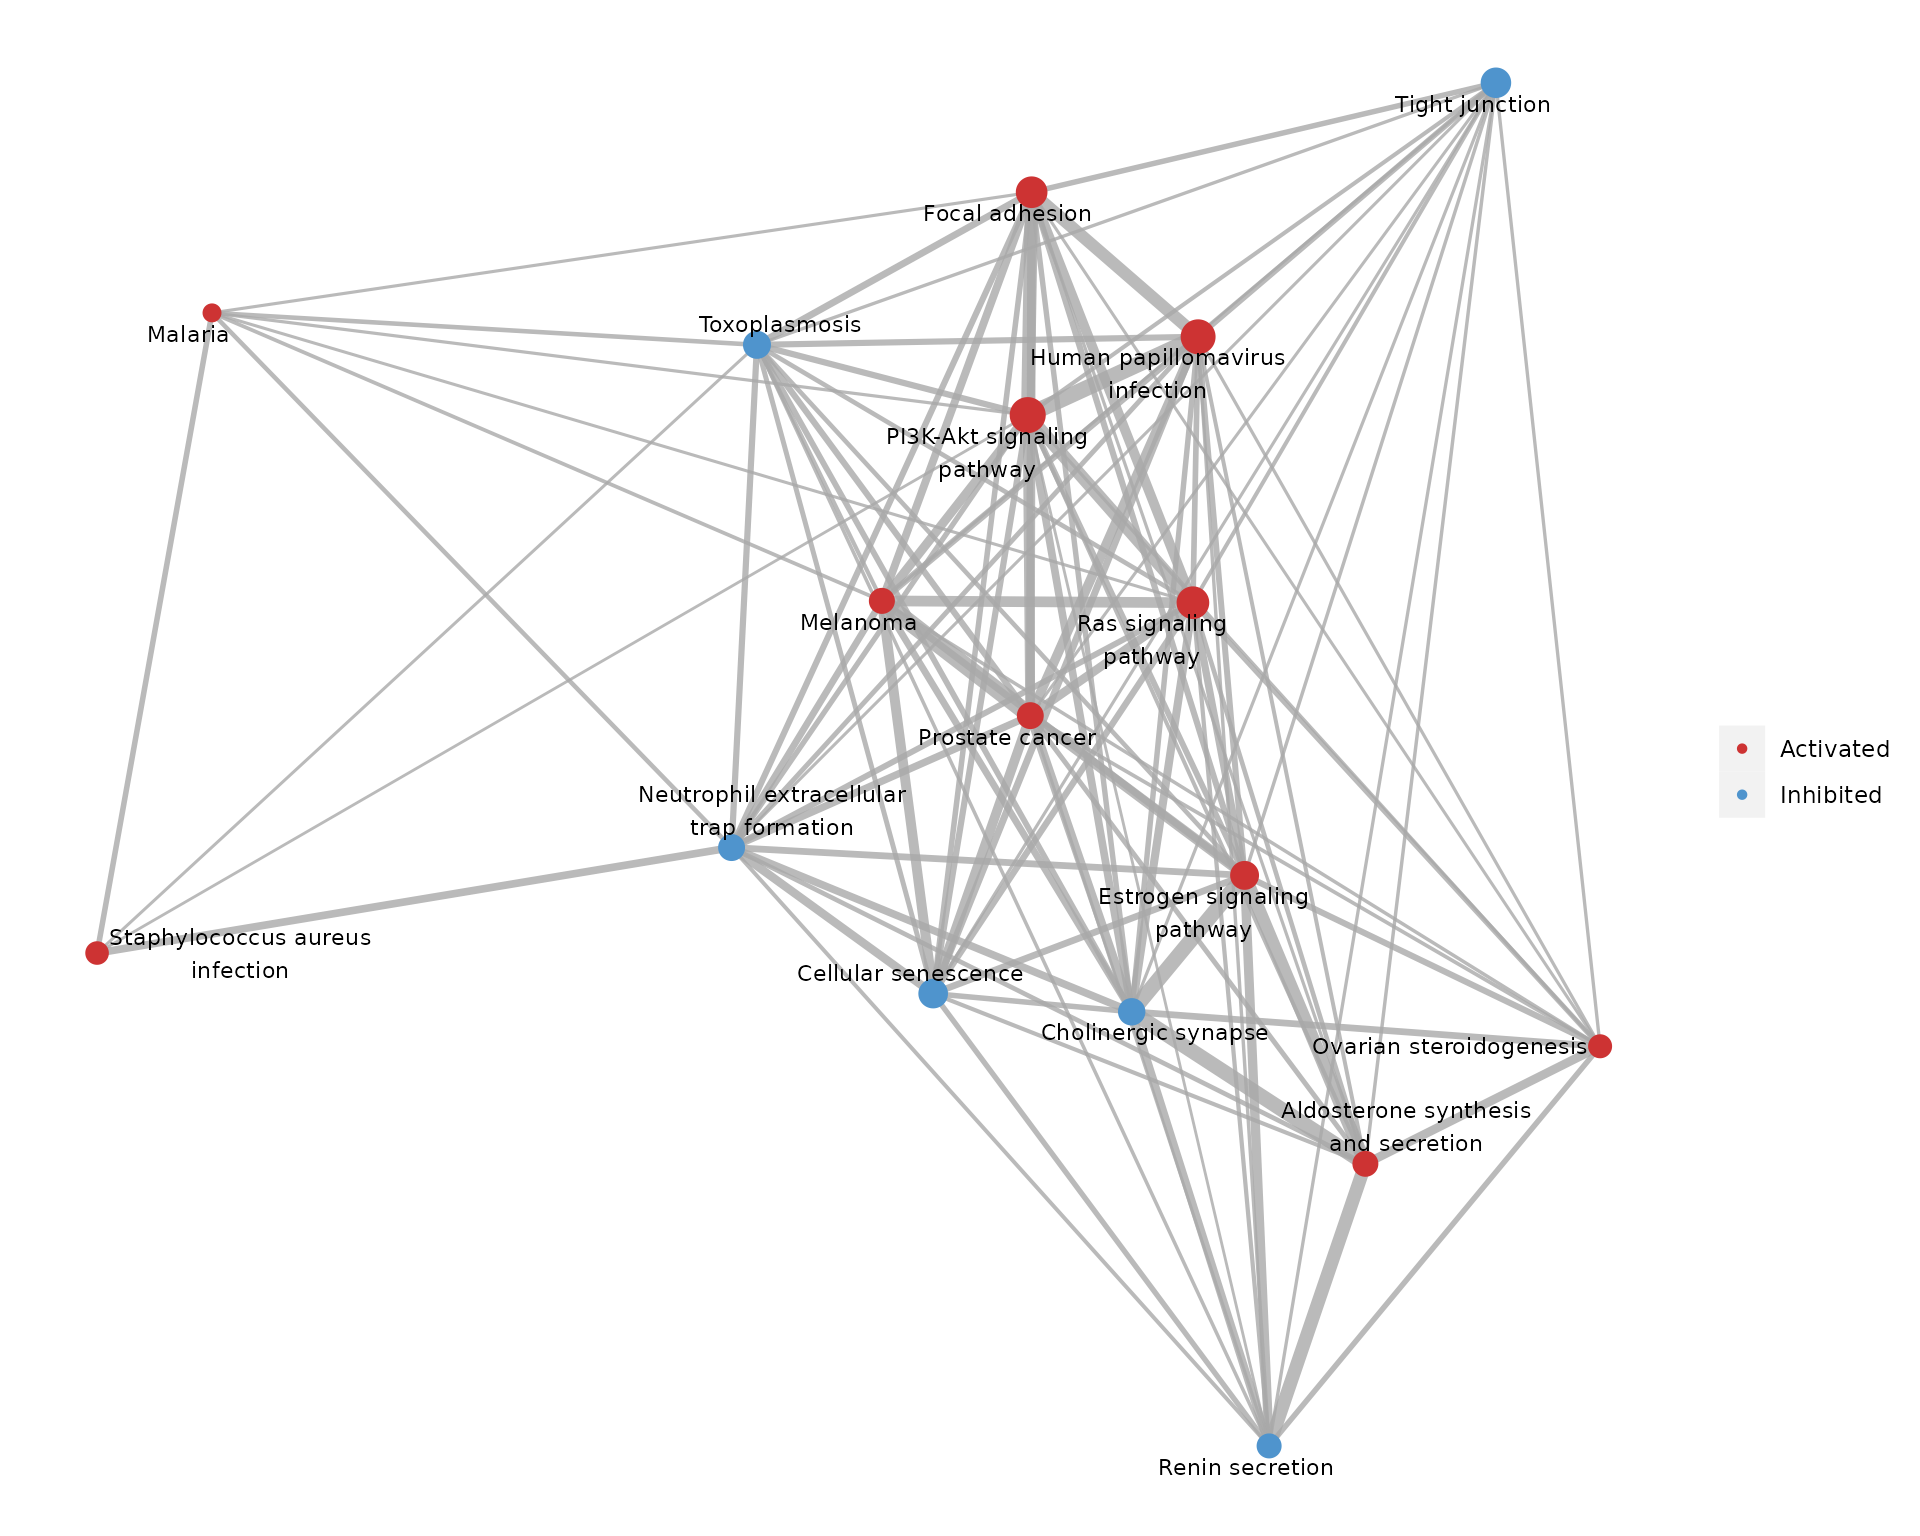 Tight junction
Focal adhesion
Malaria
Toxoplasmosis
Human papillomavirus
infection
PI3K-Akt signaling
pathway
Melanoma
Ras signaling
pathway
Prostate cancer
Activated
Inhibited
Neutrophil extracellular
trap formation
Estrogen signaling
pathway
Staphylococcus aureus
infection
Cellular senescence
Cholinergic synapse
Ovarian steroidogenesis
Aldosterone synthesis
and secretion
Renin secretion